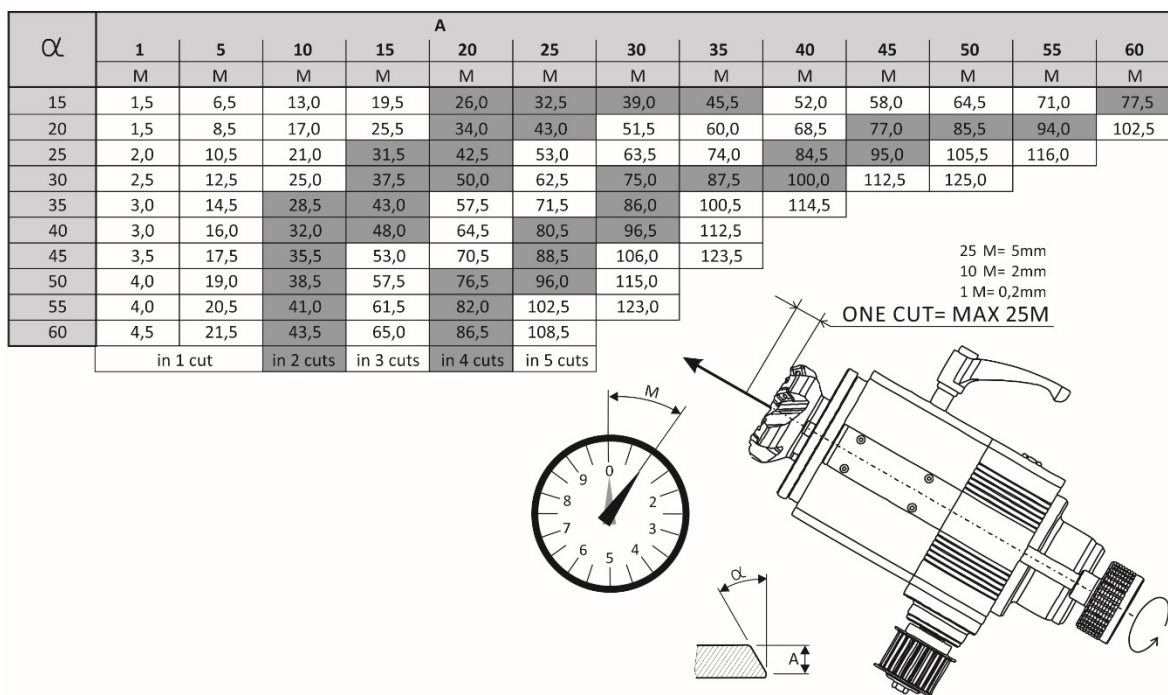 A
α 1 5 10 15 20 25 30 35 40 45 50 55 60
M M M M M M M M M M M M M
15 1,5 6,5 13,0 19,5 26,0 32,5 39,0 45,5 52,0 58,0 64,5 71,0 77,5
20 1,5 8,5 17,0 25,5 34,0 43,0 51,5 60,0 68,5 77,0 85,5 94,0 102,5
25 2,0 10,5 21,0 31,5 42,5 53,0 63,5 74,0 84,5 95,0 105,5 116,0
30 2,5 12,5 25,0 37,5 50,0 62,5 75,0 87,5 100,0 112,5 125,0
35 3,0 14,5 28,5 43,0 57,5 71,5 86,0 100,5 114,5
40 3,0 16,0 32,0 48,0 64,5 80,5 96,5 112,5
45 3,5 17,5 35,5 53,0 70,5 88,5 106,0 123,5
50 4,0 19,0 38,5 57,5 76,5 96,0 115,0
55 4,0 20,5 41,0 61,5 82,0 102,5 123,0
60 4,5 21,5 43,5 65,0 86,5 108,5
in 1 cut in 2 cuts in 3 cuts in 4 cuts in 5 cuts
25 M= 5mm
10 M= 2mm
1 M= 0,2mm
ONE CUT= MAX 25M
M
0
9
8 2
7 3
6 4
5
α
A